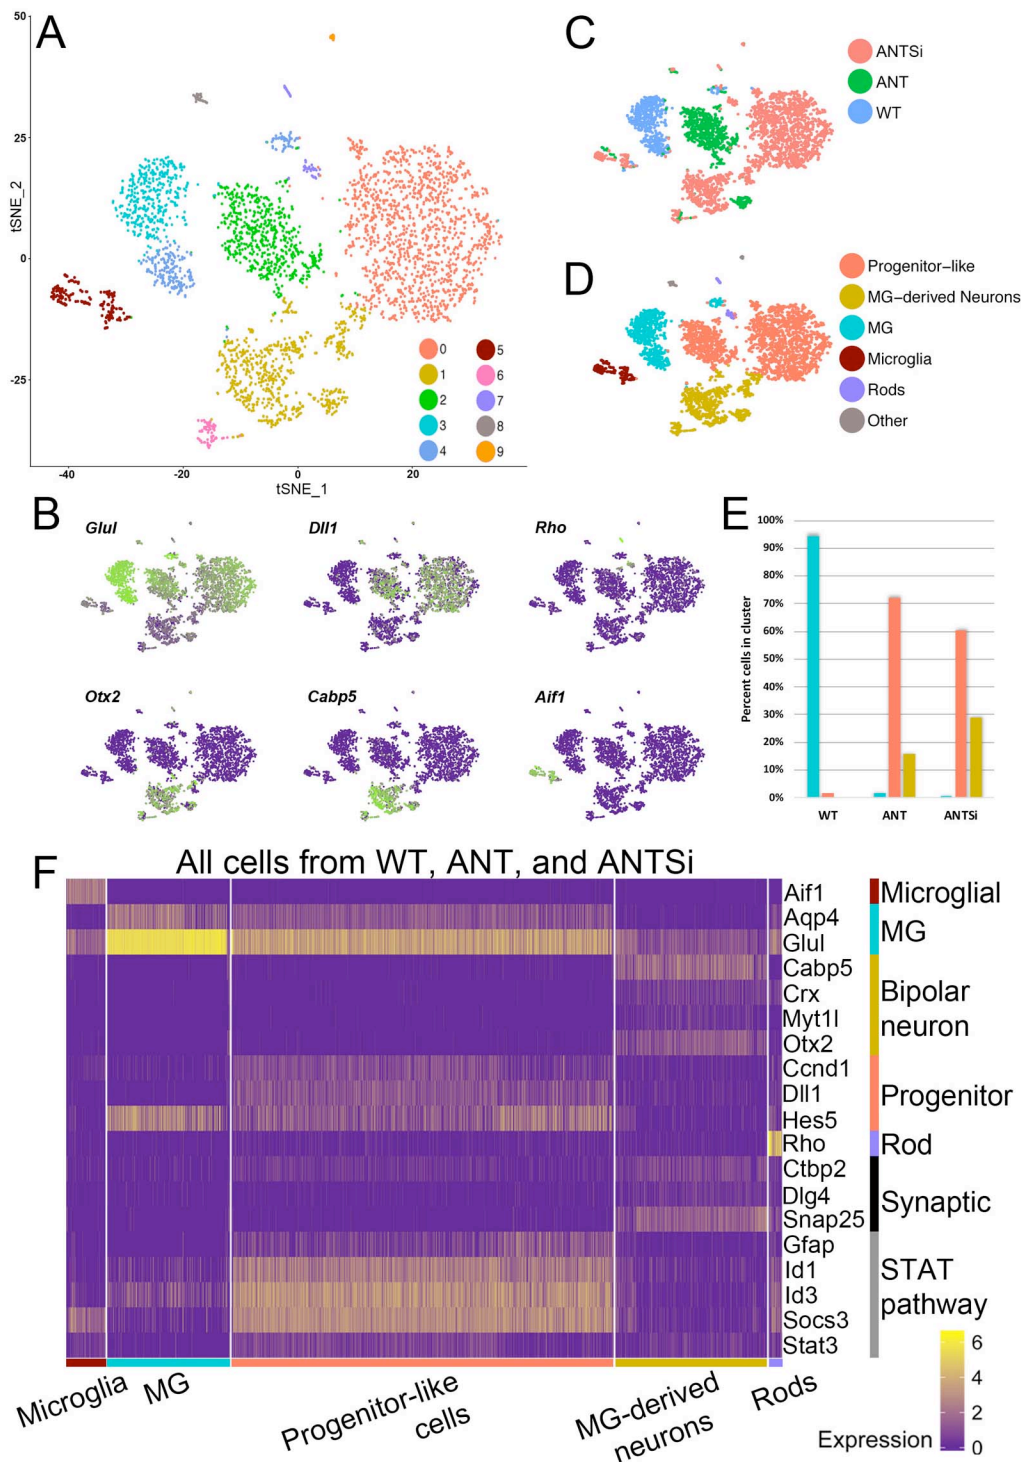 A
50
25
0
-25
tSNE_2
-40
-20
0
20
tSNE_1
0
1
2
3
4
5
6
7
8
9
C
ANTSi
ANT
WT
D
Progenitor-like
MG-derived Neurons
MG
Microglia
Rods
Other
B
Glul
Dll1
Rho
Otx2
Cabp5
Aif1
E
100%
90%
80%
70%
60%
50%
40%
30%
20%
10%
0%
Percent cells in cluster
WT
ANT
ANTSi
F
All cells from WT, ANT, and ANTSi
Aif1
Aqp4
Glul
Cabp5
Crx
Myt1l
Otx2
Ccnd1
Dll1
Hes5
Rho
Ctbp2
Dlg4
Snap25
Gfap
Id1
Id3
Socs3
Stat3
Microglial
MG
Bipolar
neuron
Progenitor
Rod
Synaptic
STAT
pathway
Microglia
MG
Progenitor-like
cells
MG-derived
neurons
Rods
Expression
6
4
2
0